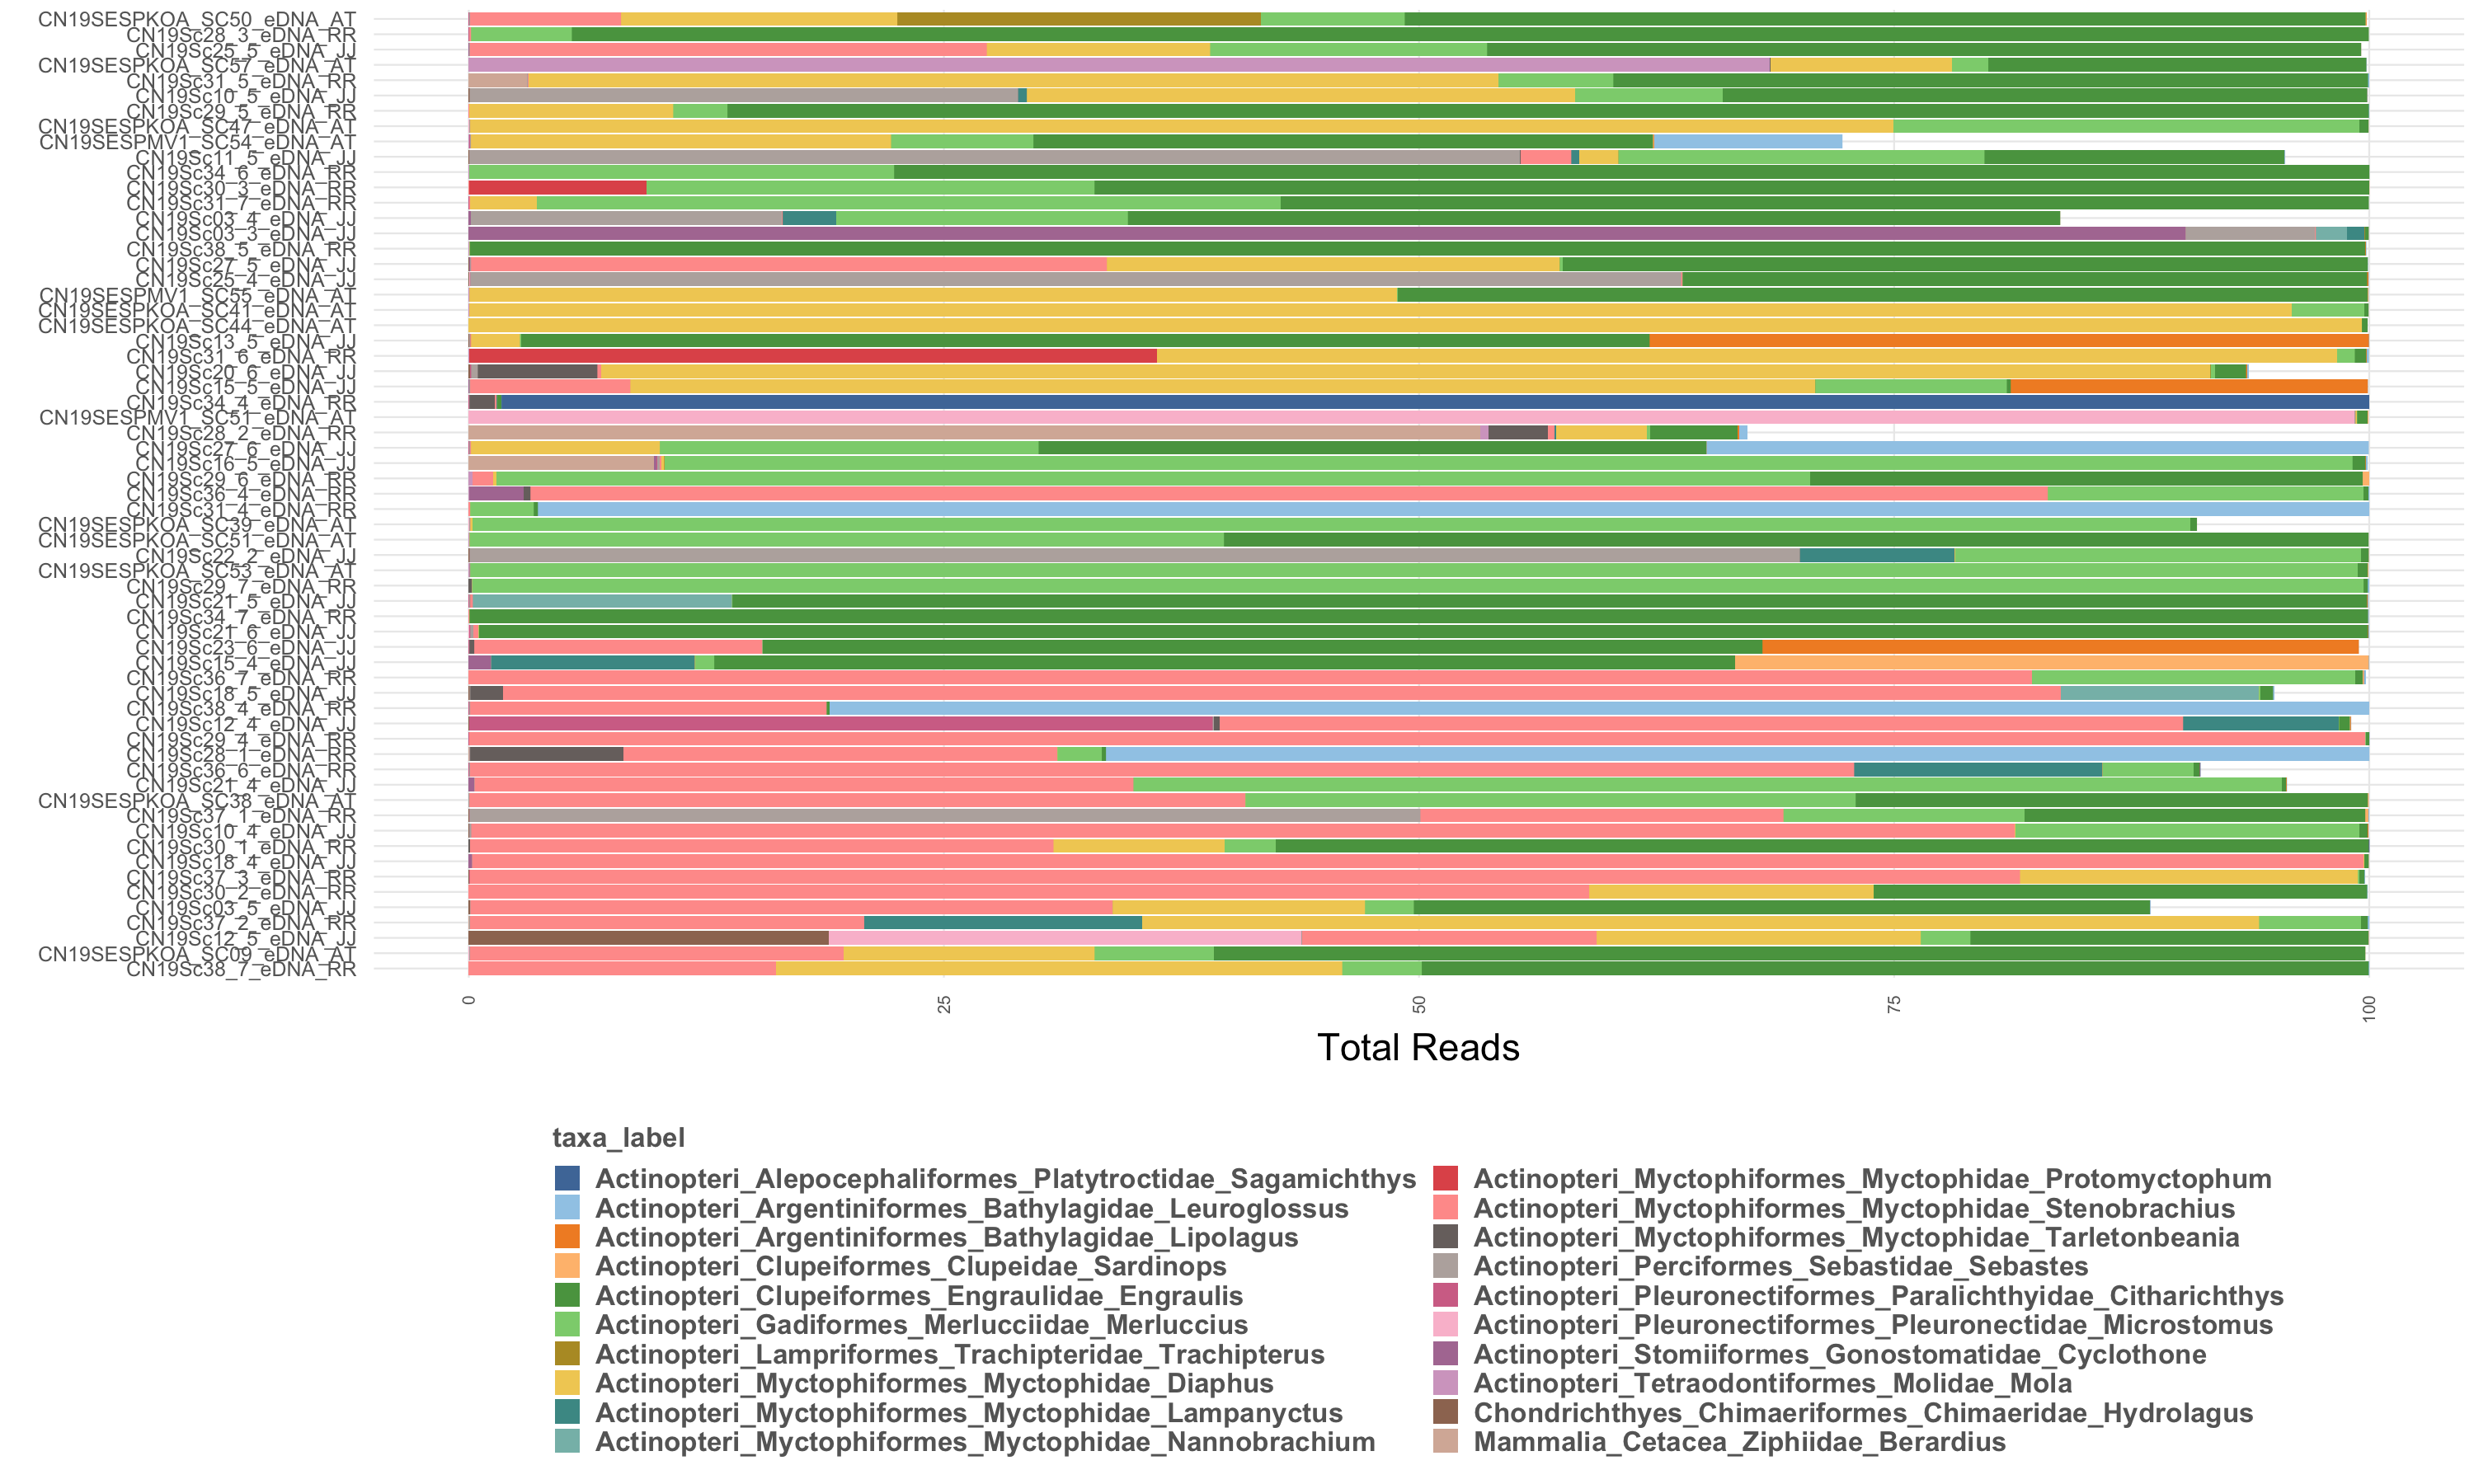 CN19SESPKOA_SC50_eDNA_AT
CN19Sc28_3_eDNA_RR
CN19Sc25_5_eDNA_JJ
CN19SESPKOA_SC57_eDNA_AT
CN19Sc31_5_eDNA_RR
CN19Sc10_5_eDNA_JJ
CN19Sc29_5_eDNA_RR
CN19SESPKOA_SC47_eDNA_AT
CN19SESPMV1_SC54_eDNA_AT
CN19Sc11_5_eDNA_JJ
CN19Sc34_6_eDNA_RR
CN19Sc30_3_eDNA_RR
CN19Sc31_7_eDNA_RR
CN19Sc03_4_eDNA_JJ
CN19Sc03_3_eDNA_JJ
CN19Sc38_5_eDNA_RR
CN19Sc27_5_eDNA_JJ
CN19Sc25_4_eDNA_JJ
CN19SESPMV1_SC55_eDNA_AT
CN19SESPKOA_SC41_eDNA_AT
CN19SESPKOA_SC44_eDNA_AT
CN19Sc13_5_eDNA_JJ
CN19Sc31_6_eDNA_RR
CN19Sc20_6_eDNA_JJ
CN19Sc15_5_eDNA_JJ
CN19Sc34_4_eDNA_RR
CN19SESPMV1_SC51_eDNA_AT
CN19Sc28_2_eDNA_RR
CN19Sc27_6_eDNA_JJ
CN19Sc16_5_eDNA_JJ
CN19Sc29_6_eDNA_RR
CN19Sc36_4_eDNA_RR
CN19Sc31_4_eDNA_RR
CN19SESPKOA_SC39_eDNA_AT
CN19SESPKOA_SC51_eDNA_AT
CN19Sc22_2_eDNA_JJ
CN19SESPKOA_SC53_eDNA_AT
CN19Sc29_7_eDNA_RR
CN19Sc21_5_eDNA_JJ
CN19Sc34_7_eDNA_RR
CN19Sc21_6_eDNA_JJ
CN19Sc23_6_eDNA_JJ
CN19Sc15_4_eDNA_JJ
CN19Sc36_7_eDNA_RR
CN19Sc18_5_eDNA_JJ
CN19Sc38_4_eDNA_RR
CN19Sc12_4_eDNA_JJ
CN19Sc29_4_eDNA_RR
CN19Sc28_1_eDNA_RR
CN19Sc36_6_eDNA_RR
CN19Sc21_4_eDNA_JJ
CN19SESPKOA_SC38_eDNA_AT
CN19Sc37_1_eDNA_RR
CN19Sc10_4_eDNA_JJ
CN19Sc30_1_eDNA_RR
CN19Sc18_4_eDNA_JJ
CN19Sc37_3_eDNA_RR
CN19Sc30_2_eDNA_RR
CN19Sc03_5_eDNA_JJ
CN19Sc37_2_eDNA_RR
CN19Sc12_5_eDNA_JJ
CN19SESPKOA_SC09_eDNA_AT
CN19Sc38_7_eDNA_RR
0 25 50 75 100
Total Reads
taxa_label
Actinopteri_Alepocephaliformes_Platytroctidae_Sagamichthys
Actinopteri_Argentiniformes_Bathylagidae_Leuroglossus
Actinopteri_Argentiniformes_Bathylagidae_Lipolagus
Actinopteri_Clupeiformes_Clupeidae_Sardinops
Actinopteri_Clupeiformes_Engraulidae_Engraulis
Actinopteri_Gadiformes_Merlucciidae_Merluccius
Actinopteri_Lampriformes_Trachipteridae_Trachipterus
Actinopteri_Myctophiformes_Myctophidae_Diaphus
Actinopteri_Myctophiformes_Myctophidae_Lampanyctus
Actinopteri_Myctophiformes_Myctophidae_Nannobrachium
Actinopteri_Myctophiformes_Myctophidae_Protomyctophum
Actinopteri_Myctophiformes_Myctophidae_Stenobrachius
Actinopteri_Myctophiformes_Myctophidae_Tarletonbeania
Actinopteri_Perciformes_Sebastidae_Sebastes
Actinopteri_Pleuronectiformes_Paralichthyidae_Citharichthys
Actinopteri_Pleuronectiformes_Pleuronectidae_Microstomus
Actinopteri_Stomiiformes_Gonostomatidae_Cyclothone
Actinopteri_Tetraodontiformes_Molidae_Mola
Chondrichthyes_Chimaeriformes_Chimaeridae_Hydrolagus
Mammalia_Cetacea_Ziphiidae_Berardius